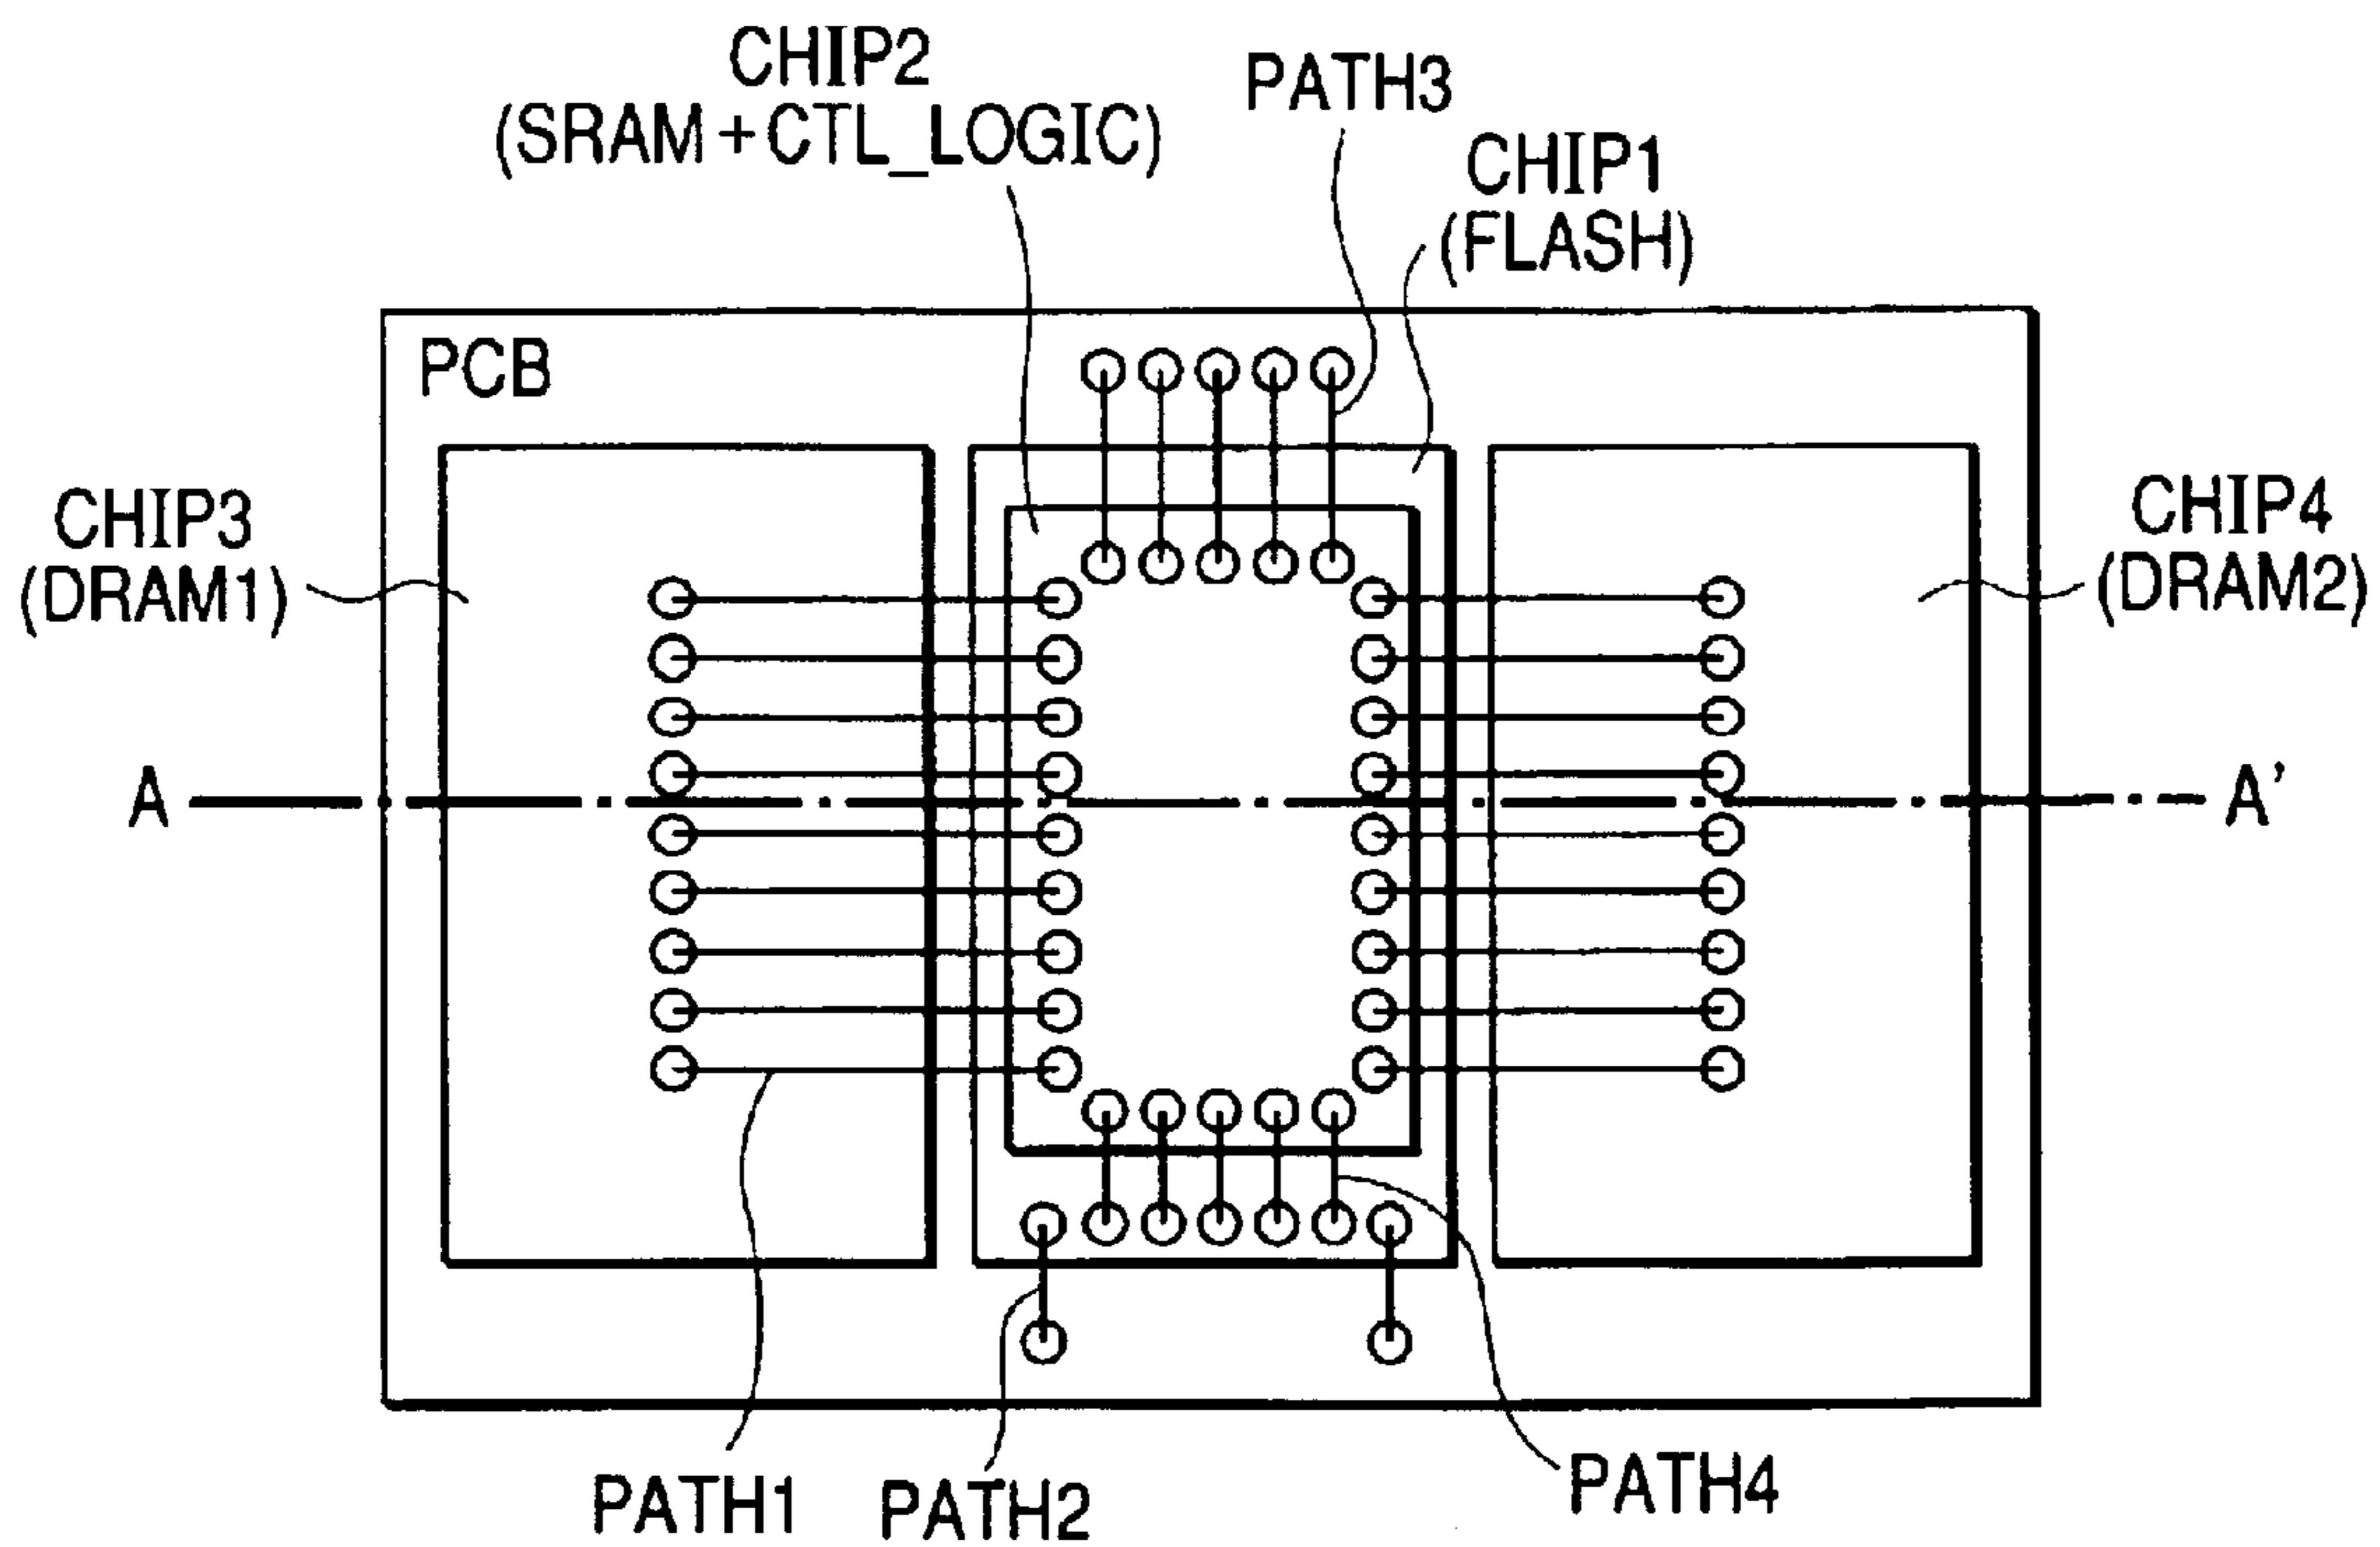 CHIP2
(SRAM+CTL_LOGIC)
PATH3
CHIP1
(FLASH)
PCB
CHIP3
(DRAM1)
CHIP4
(DRAM2)
A
A'
PATH1
PATH2
PATH4